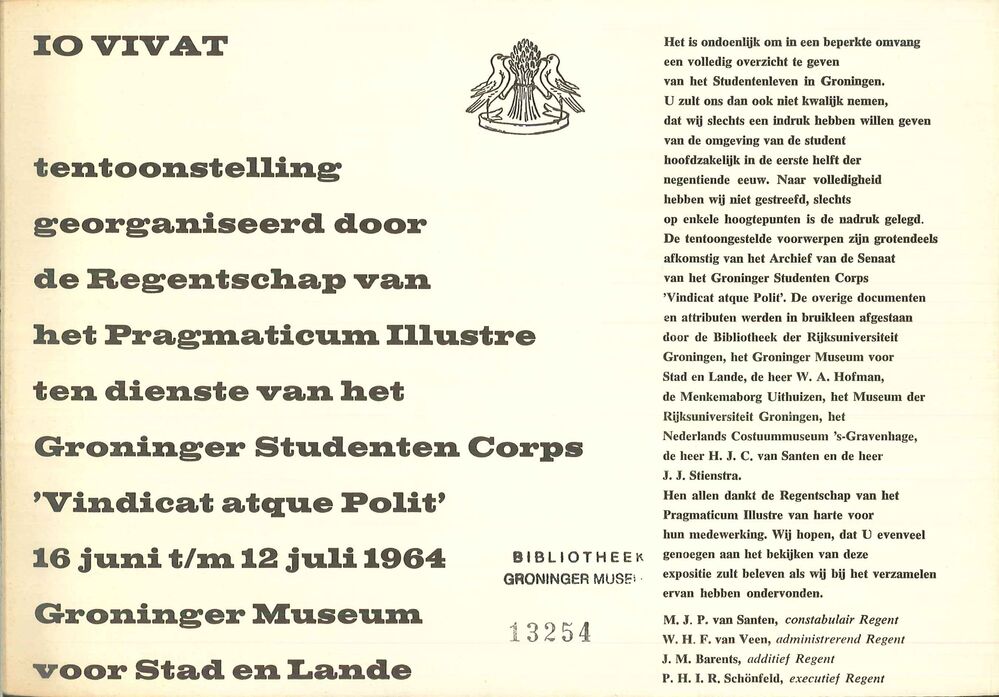 IO VIVAT
tentoonstelling
georganiseerd door
de Regentschap van
het Pragmaticum Illustre
ten dienste van het
Groninger Studenten Corps
’Vindicat atque Polit’
16 juni t/m 12 juli 1964
Groninger Museum
voor Stad en Lande
BIBLIOTHEEK
GRONINGER
13254
Het is ondoenlijk om in een beperkte omvang
een volledig overzicht te geven
van het Studentenleven in Groningen.
U zult ons dan ook niet kwalijk nemen,
dat wij slechts een indruk hebben willen geven
van de omgeving van de student
hoofdzakelijk in de eerste helft der
negentiende eeuw. Naar volledigheid
hebben wij niet gestreefd, slechts
op enkele hoogtepunten is de nadruk gelegd.
De tentoongestelde voorwerpen zijn grotendeels
afkomstig van het Archief van de Senaat
van het Groninger Studenten Corps
’Vindicat atque Polit’. De overige documenten
en attributen werden in bruikleen afgestaan
door de Bibliotheek der Rijksuniversiteit
Groningen, het Groninger Museum voor
Stad en Lande, de heer W. A. Hofman,
de Menkemaborg Uithuizen, het Museum der
Rijksuniversiteit Groningen, het
Nederlands Costuummuseum ’s-Gravenhage,
de heer H. J. C. van Santen en de heer
J. J. Stienstra.
Hen allen dankt de Regentschap van het
Pragmaticum Illustre van harte voor
hun medewerking. Wij hopen, dat U evenveel
genoegen aan het bekijken van deze
expositie zult beleven als wij bij het verzamelen
ervan hebben ondervonden.
M. J. P. van Santen, constabulair Regent
W. H. F. van Veen, administrerend Regent
J. M. Barents, additief Regent
P. H. I. R. Schönfeld, executief Regent